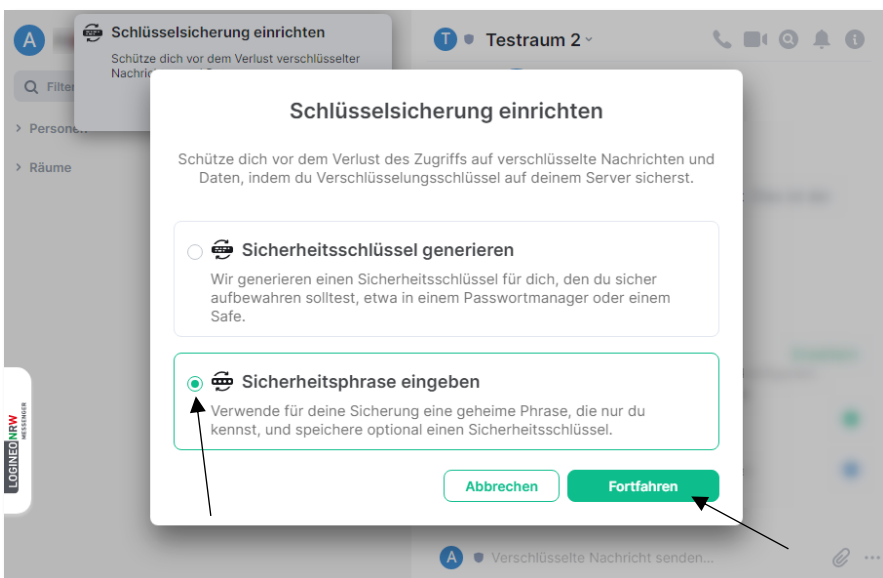 A
Schlüsselsicherung einrichten
Schütze dich vor dem Verlust verschlüsselter
T Testraum 2
Filter
Räume
Schlüsselsicherung einrichten
Schütze dich vor dem Verlust des Zugriffs auf verschlüsselte Nachrichten und
Daten, indem du Verschlüsselungsschlüssel auf deinem Server sicherst.
Sicherheitsschlüssel generieren
Wir generieren einen Sicherheitsschlüssel für dich, den du sicher
aufbewahren solltest, etwa in einem Passwortmanager oder einem
Safe.
Sicherheitsphrase eingeben
Verwende für deine Sicherung eine geheime Phrase, die nur du
kennst, und speichere optional einen Sicherheitsschlüssel.
Abbrechen Fortfahren
LOGINEO NRW
MESSENGER
A Verschlüsselte Nachricht senden...